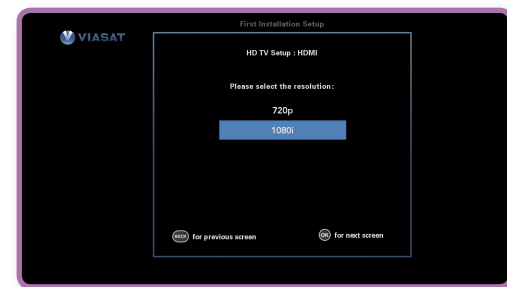 First Installation Setup
VIASAT
HD TV Setup : HDMI
Please select the resolution:
720p
1080i
BACK for previous screen
OK for next screen